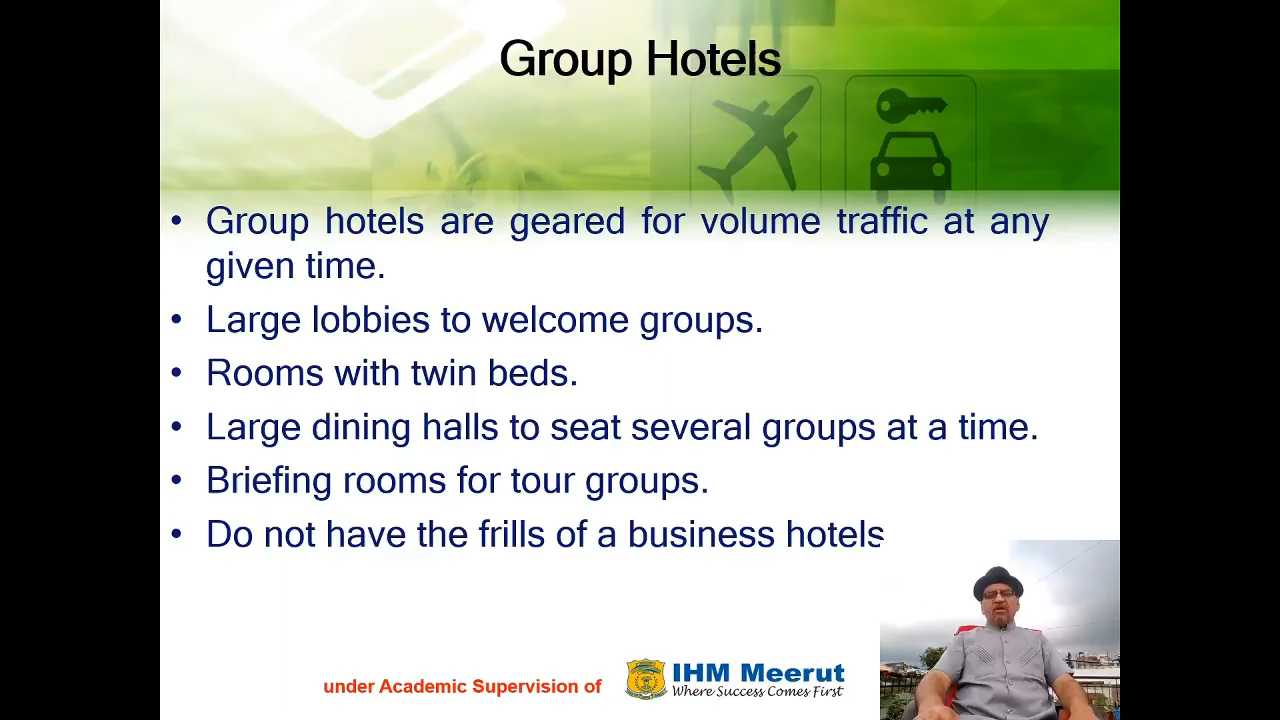 Group Hotels
• Group hotels are geared for volume traffic at any
given time.
• Large lobbies to welcome groups.
• Rooms with twin beds.
• Large dining halls to seat several groups at a time.
• Briefing rooms for tour groups.
• Do not have the frills of a business hotels
under Academic Supervision of
IHM Meerut
Where Success Comes First